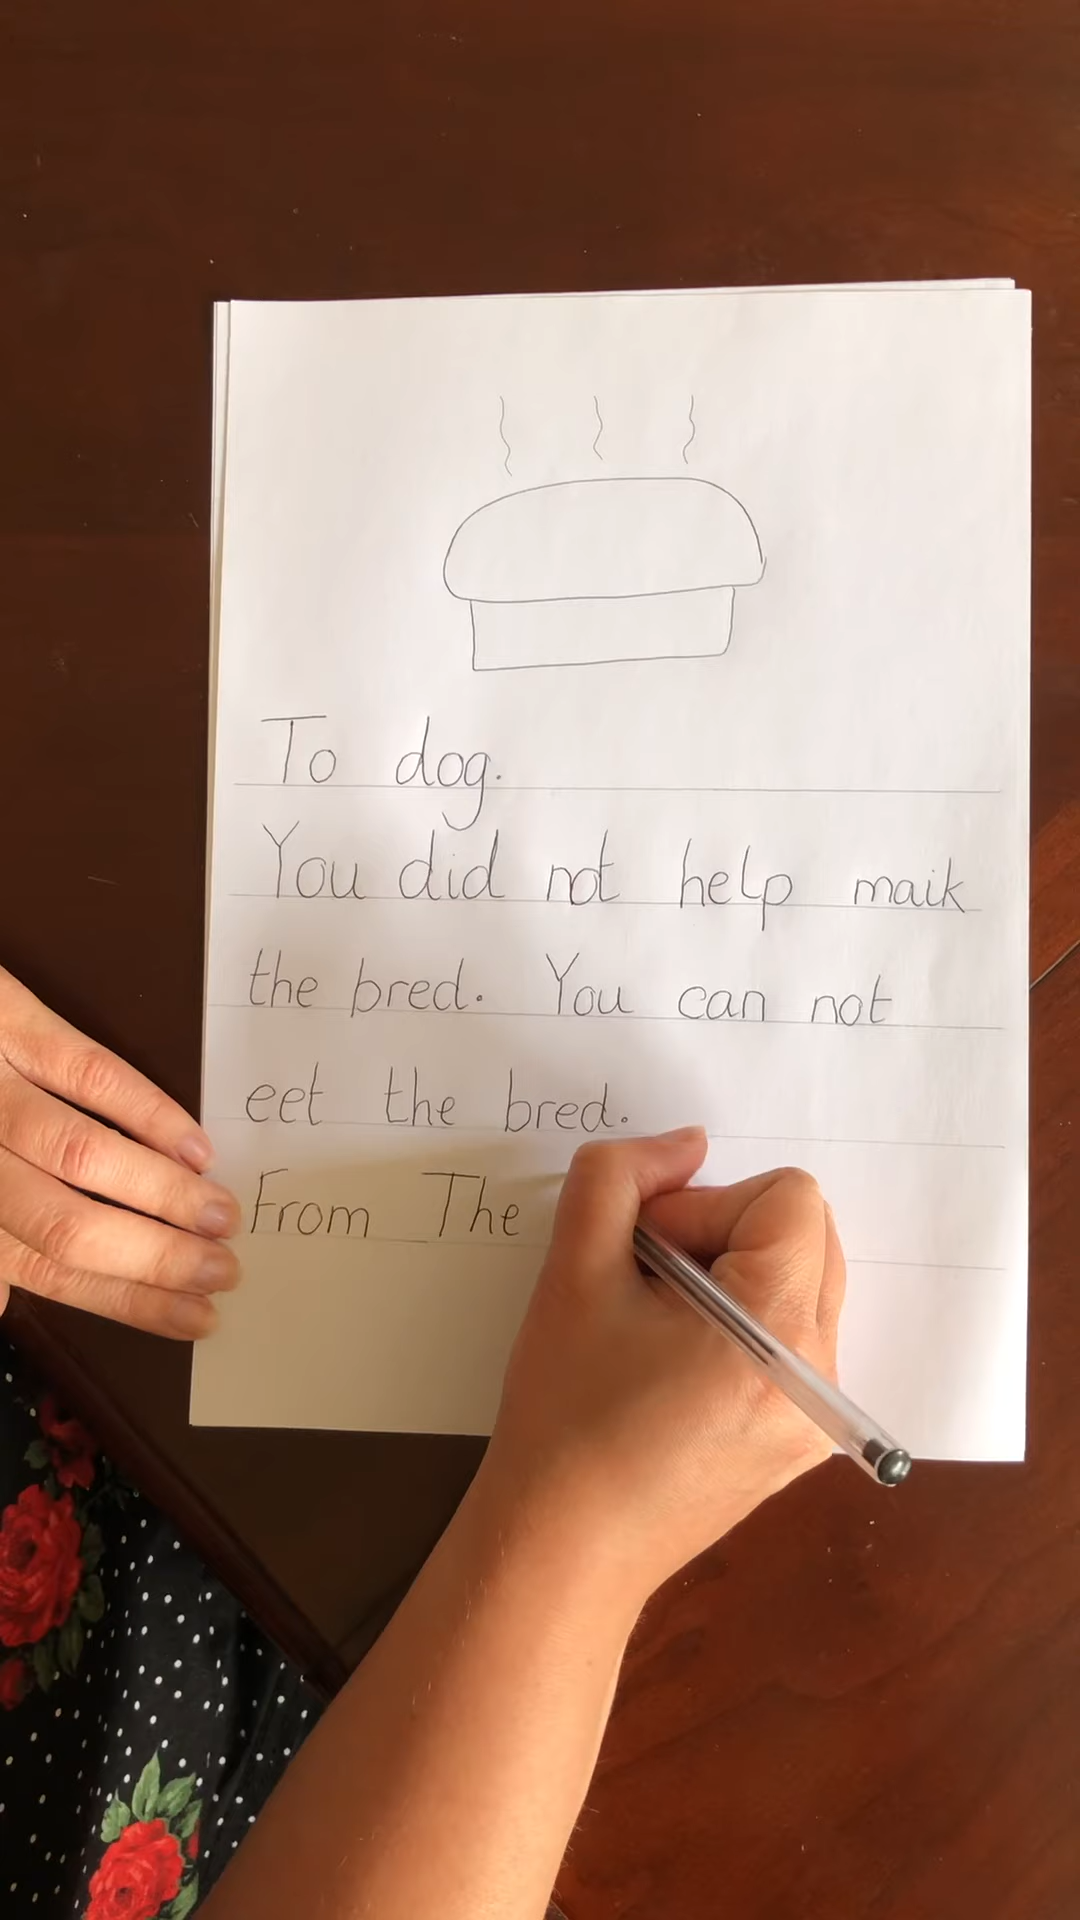 To dog.
You did not help maik
the bred. You can not
eet the bred.
From The